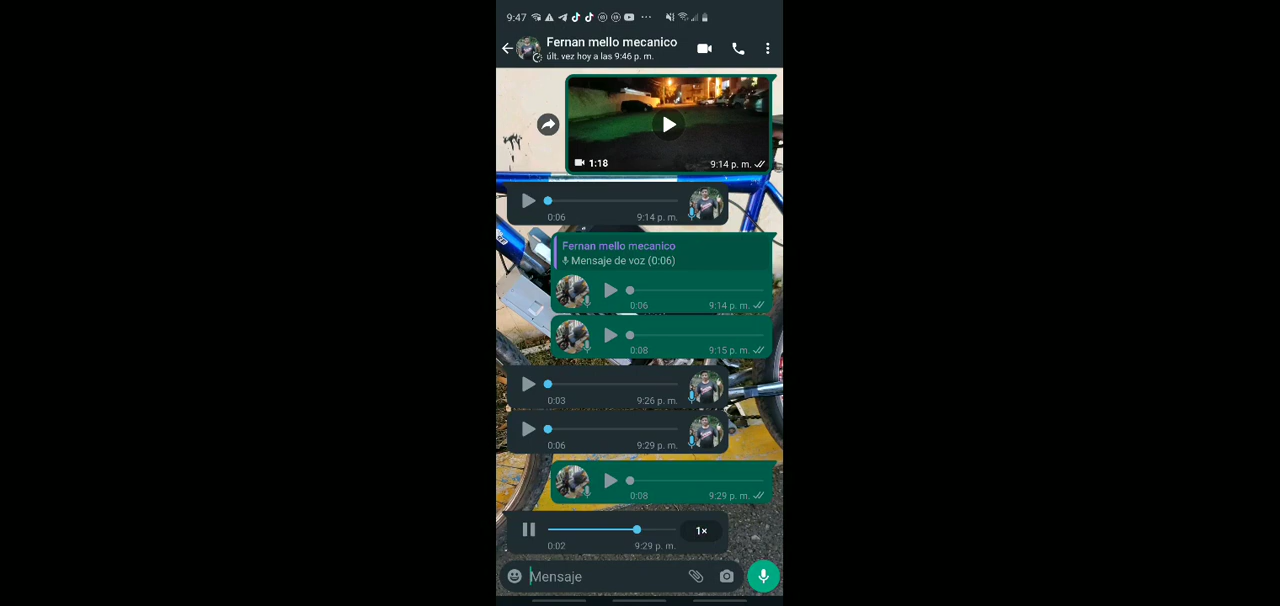 9:47
Fernan mello mecanico
últ. vez hoy a las 9:46 p. m.
1:18 9:14 p. m.
0:06 9:14 p. m.
Fernan mello mecanico
Mensaje de voz (0:06)
0:06 9:14 p. m.
0:08 9:15 p. m.
0:03 9:26 p. m.
0:06 9:29 p. m.
0:08 9:29 p. m.
1×
0:02 9:29 p. m.
Mensaje